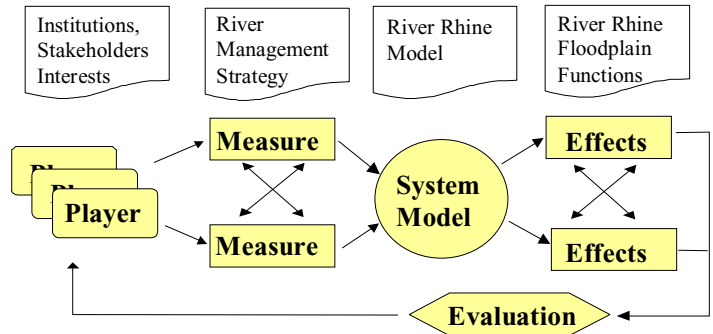 Institutions,
Stakeholders
Interests
River
Management
Strategy
River Rhine
Model
River Rhine
Floodplain
Functions
Player
Measure
Measure
System
Model
Effects
Effects
Evaluation